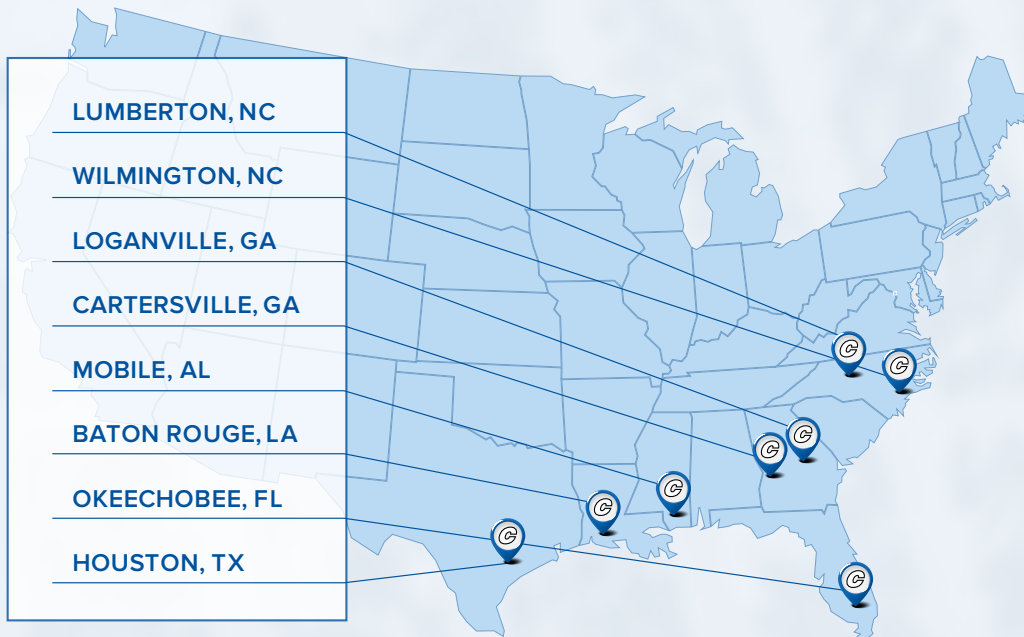 LUMBERTON, NC
WILMINGTON, NC
LOGANVILLE, GA
CARTERSVILLE, GA
MOBILE, AL
BATON ROUGE, LA
OKEECHOBEE, FL
HOUSTON, TX
C
C
C
C
C
C
C
C